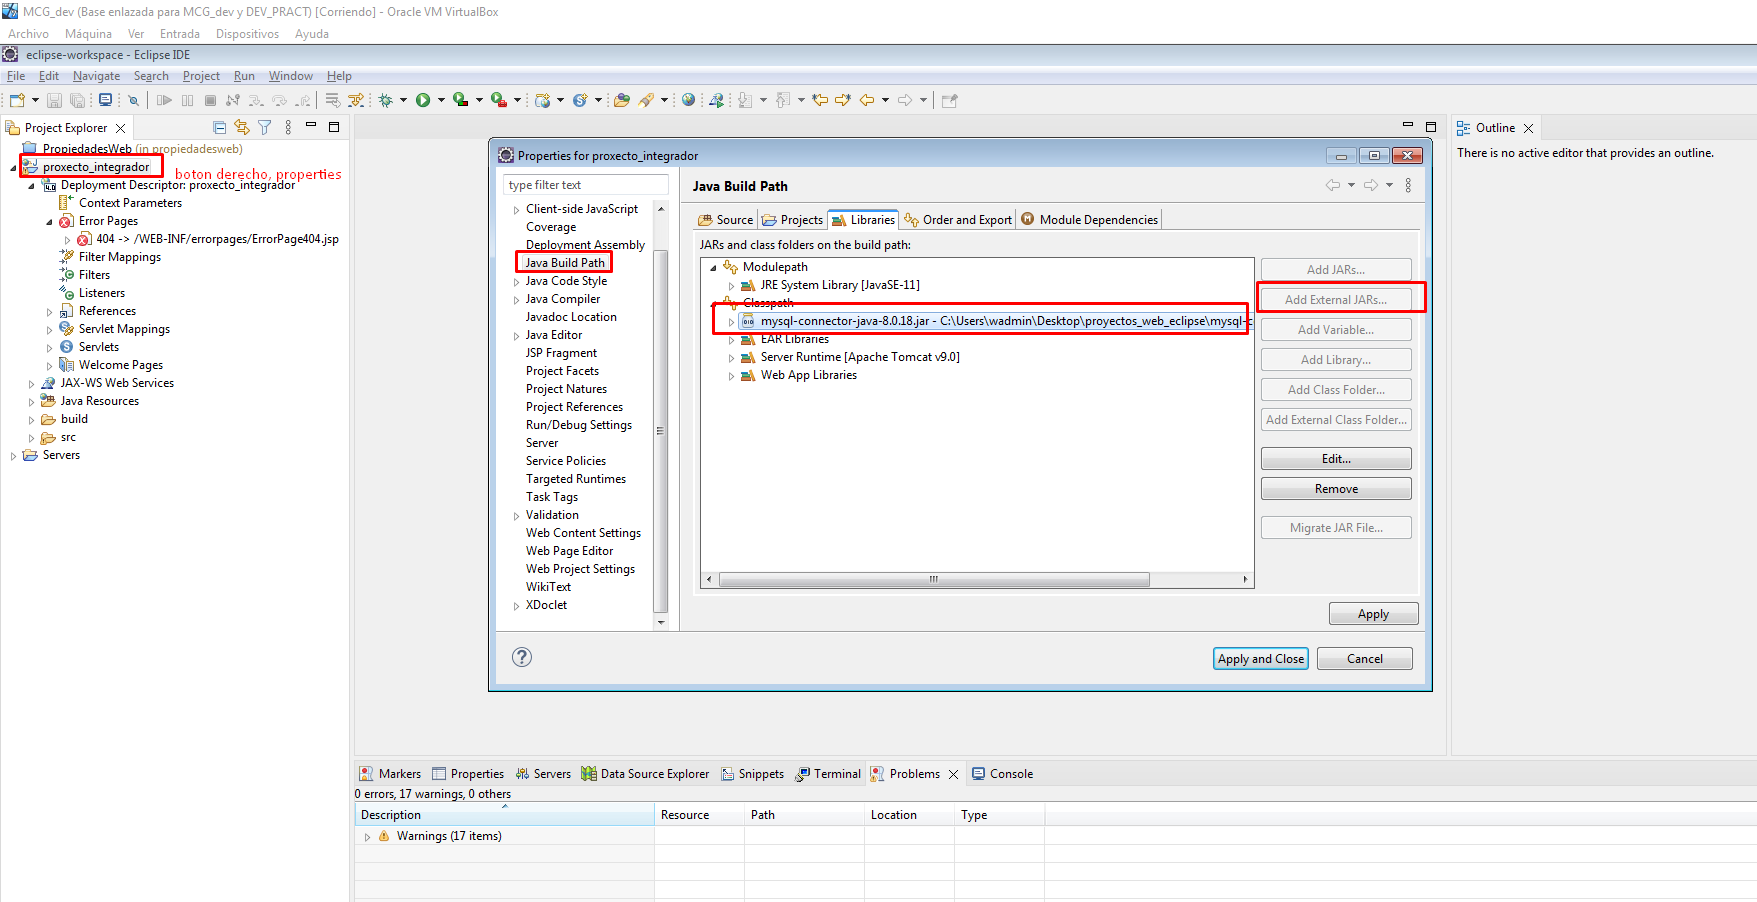 MCG_dev (Base enlazada para MCG_dev y DEV_PRACT) [Corriendo] - Oracle VM VirtualBox
Archivo Máquina Ver Entrada Dispositivos Ayuda
eclipse-workspace - Eclipse IDE
File Edit Navigate Search Project Run Window Help
Project Explorer
PropiedadesWeb (in propiedadesweb)
proxecto_integrador
boton derecho, properties
Deployment Descriptor: proxecto_integrador
Context Parameters
Error Pages
404 -> /WEB-INF/errorpages/ErrorPage404.jsp
Filter Mappings
Filters
Listeners
References
Servlet Mappings
Servlets
Welcome Pages
JAX-WS Web Services
Java Resources
build
src
Servers
Properties for proxecto_integrador
type filter text
Client-side JavaScript
Coverage
Deployment Assembly
Java Build Path
Java Code Style
Java Compiler
Javadoc Location
Java Editor
JSP Fragment
Project Facets
Project Natures
Project References
Run/Debug Settings
Server
Service Policies
Targeted Runtimes
Task Tags
Validation
Web Content Settings
Web Page Editor
Web Project Settings
WikiText
XDoclet
Java Build Path
Source Projects Libraries Order and Export Module Dependencies
JARs and class folders on the build path:
Modulepath
JRE System Library [JavaSE-11]
Classpath
mysql-connector-java-8.0.18.jar - C:\Users\wadmin\Desktop\proyectos_web_eclipse\mysql-c
EAR Libraries
Server Runtime [Apache Tomcat v9.0]
Web App Libraries
Add JARs...
Add External JARs...
Add Variable...
Add Library...
Add Class Folder...
Add External Class Folder...
Edit...
Remove
Migrate JAR File...
Apply
Apply and Close Cancel
Outline
There is no active editor that provides an outline.
Markers Properties Servers Data Source Explorer Snippets Terminal Problems Console
0 errors, 17 warnings, 0 others
Description Resource Path Location Type
Warnings (17 items)